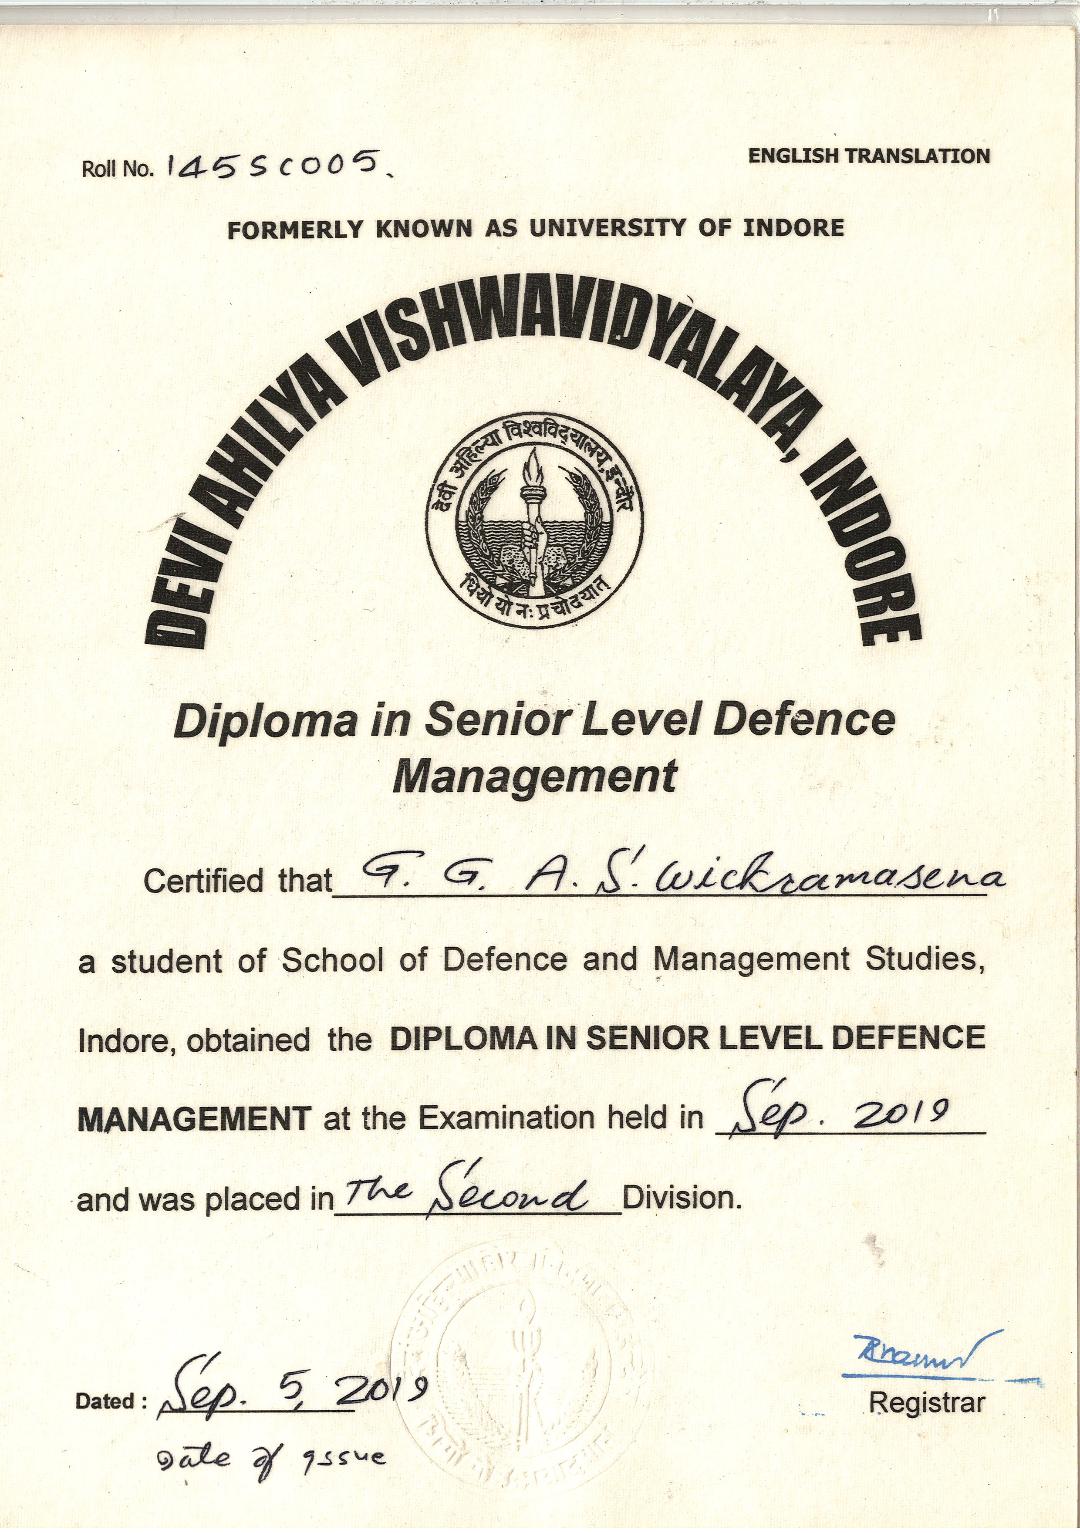 Roll No. 145SC005.
ENGLISH TRANSLATION
FORMERLY KNOWN AS UNIVERSITY OF INDORE
DEVI AHILYA VISHWAVIDYALAYA, INDORE
देवी अहिल्या विश्वविद्यालय, इन्दौर
धियो यो नः प्रचोदयात
Diploma in Senior Level Defence
Management
Certified that G. G. A. S. Wickramasena
a student of School of Defence and Management Studies,
Indore, obtained the DIPLOMA IN SENIOR LEVEL DEFENCE
MANAGEMENT at the Examination held in Sep. 2019
and was placed in The Second Division.
Dated : Sep. 5, 2019
Registrar
Date of issue